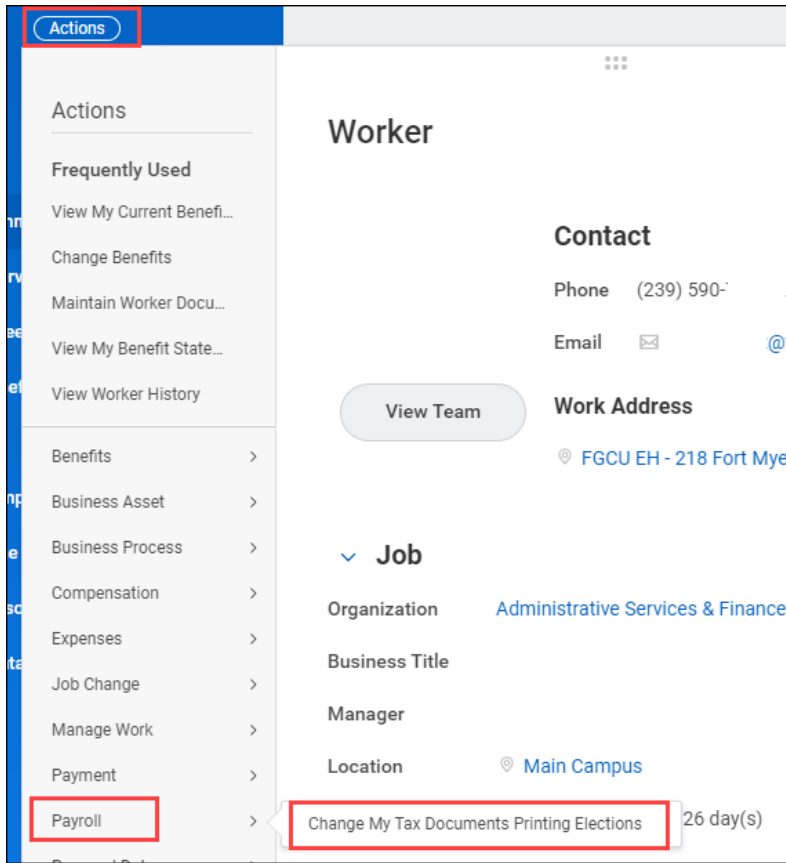 Actions
Actions
Frequently Used
View My Current Benefi...
Change Benefits
Maintain Worker Docu...
View My Benefit State...
View Worker History
Benefits
Business Asset
Business Process
Compensation
Expenses
Job Change
Manage Work
Payment
Payroll
Change My Tax Documents Printing Elections
Worker
Contact
Phone (239) 590-
Email @
View Team
Work Address
FGCU EH - 218 Fort Mye
Job
Organization Administrative Services & Finance
Business Title
Manager
Location Main Campus
26 day(s)